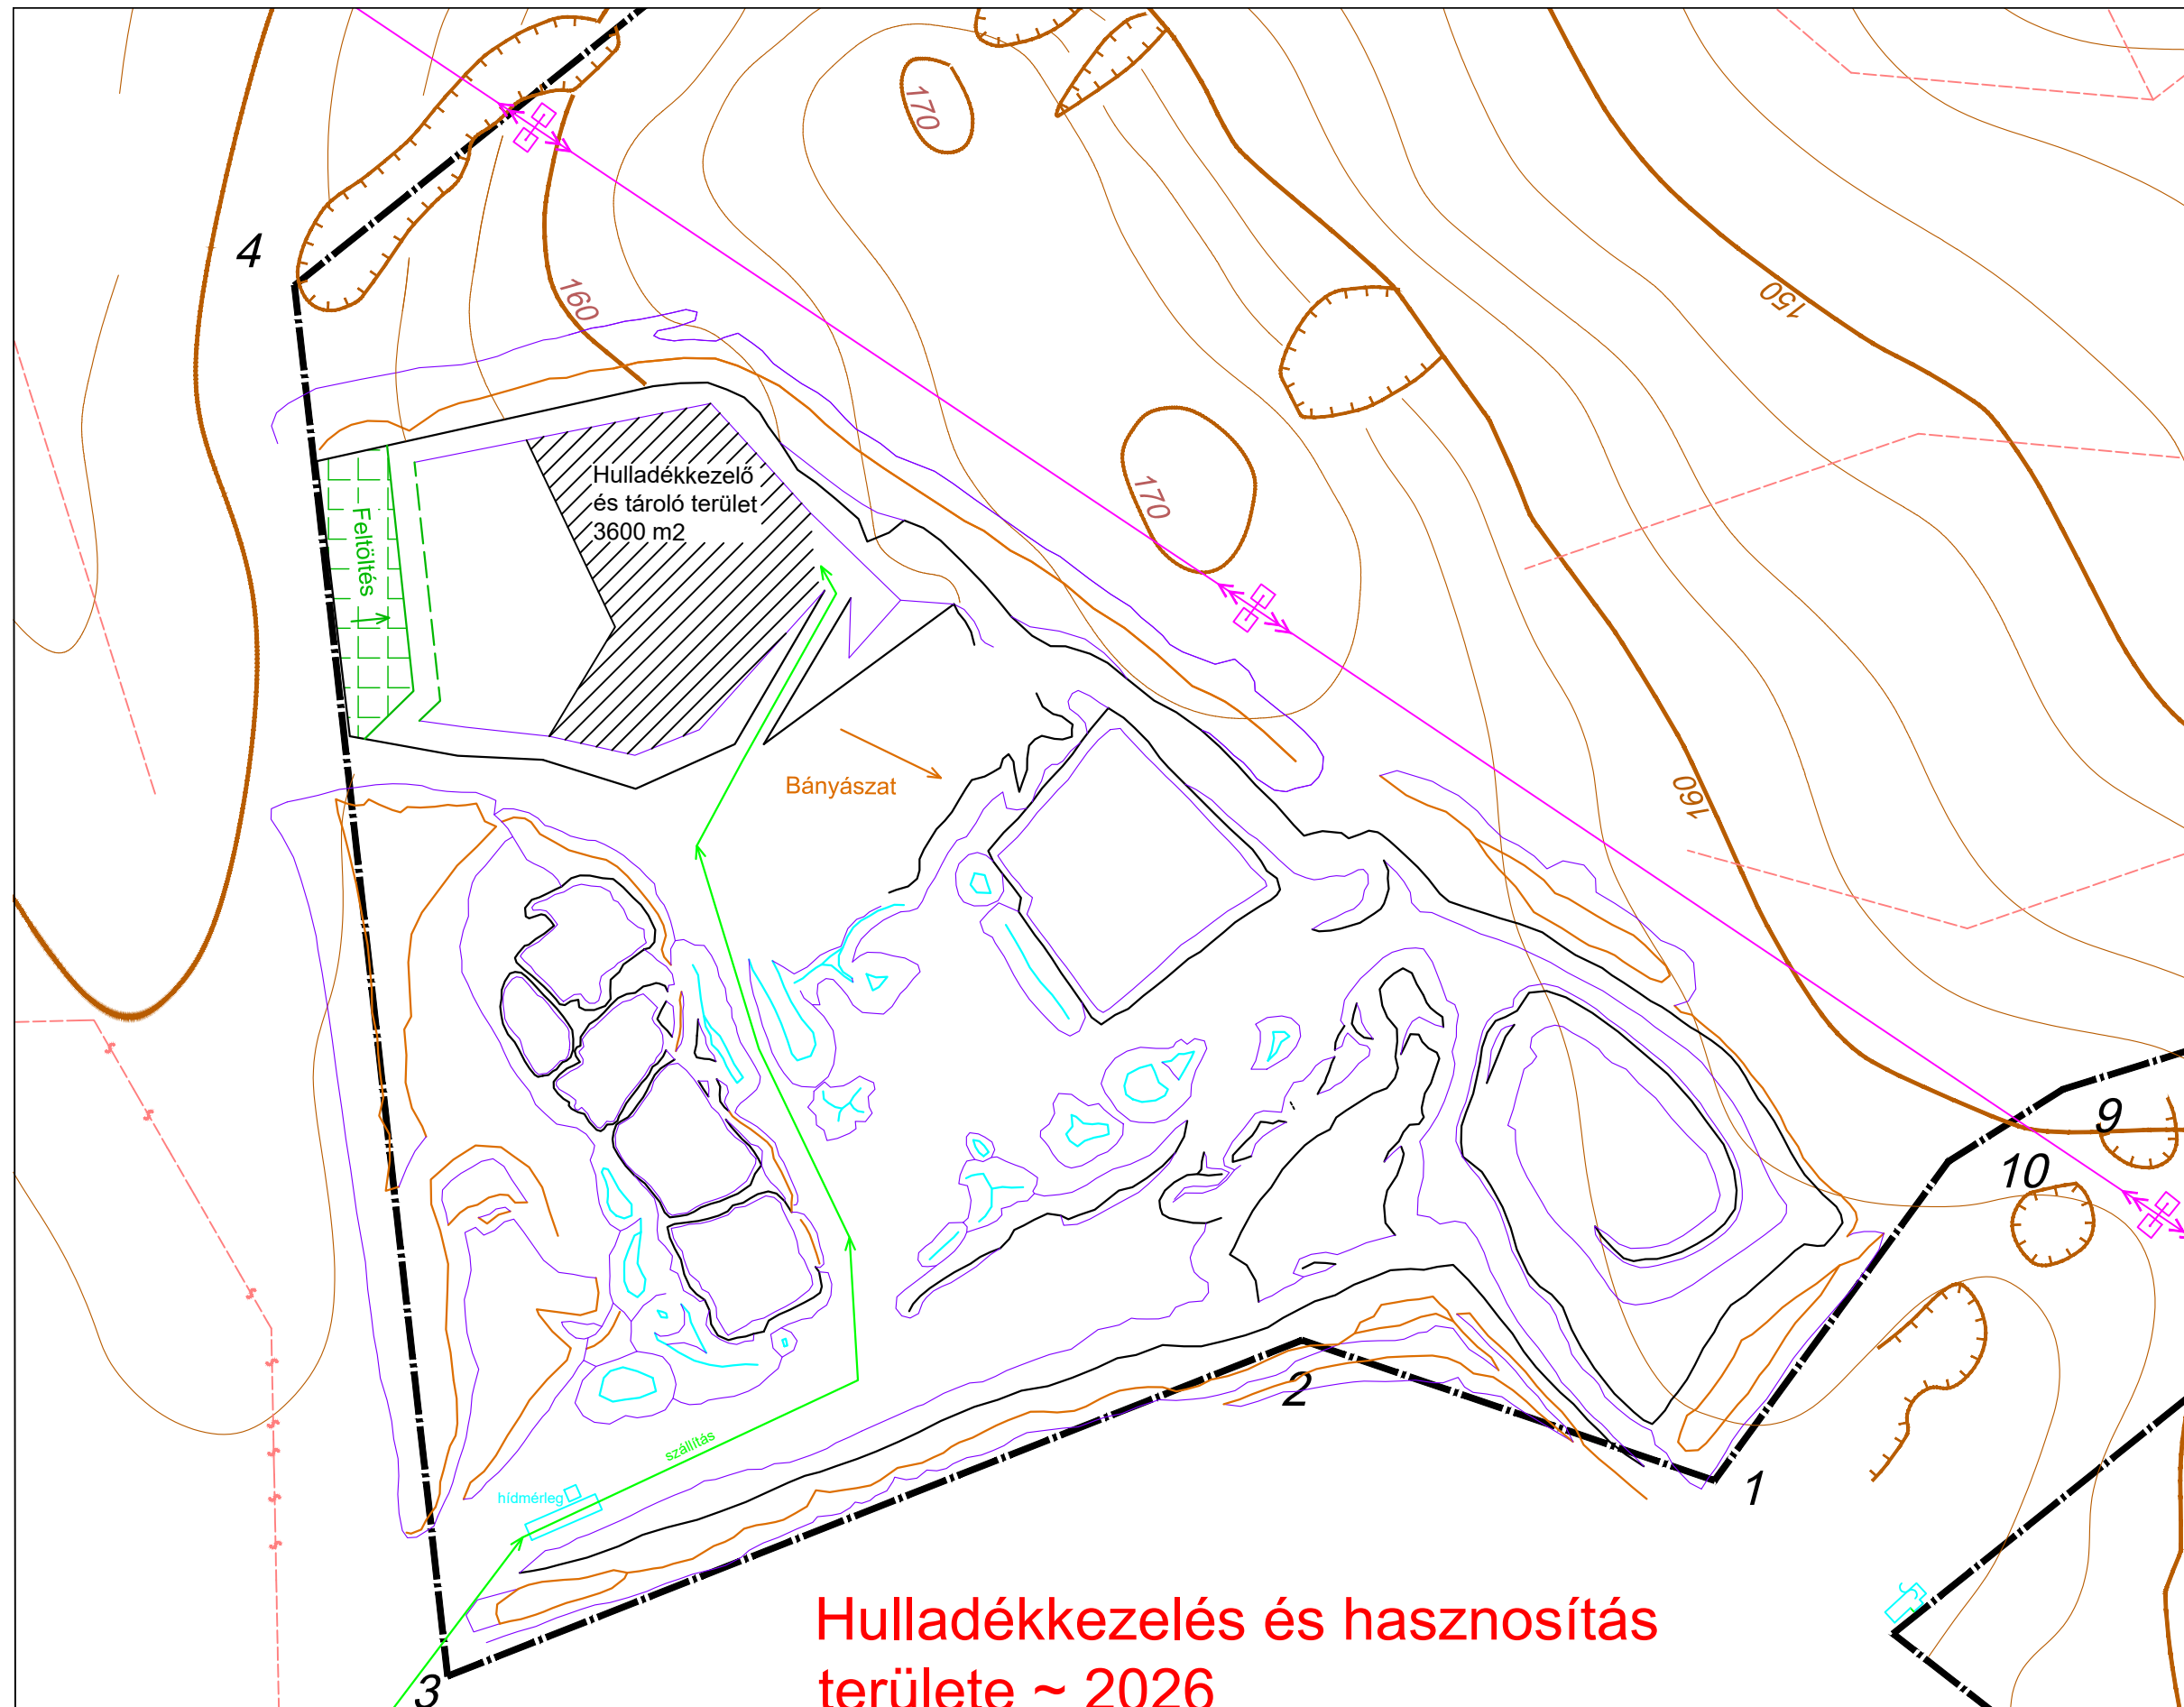 170
4
160
150
Hulladékkezelő
és tároló terület
3600 m2
170
Feltöltés
Bányászat
160
9
10
2
szállítás
1
hídmérleg
Hulladékkezelés és hasznosítás
területe ~ 2026
3